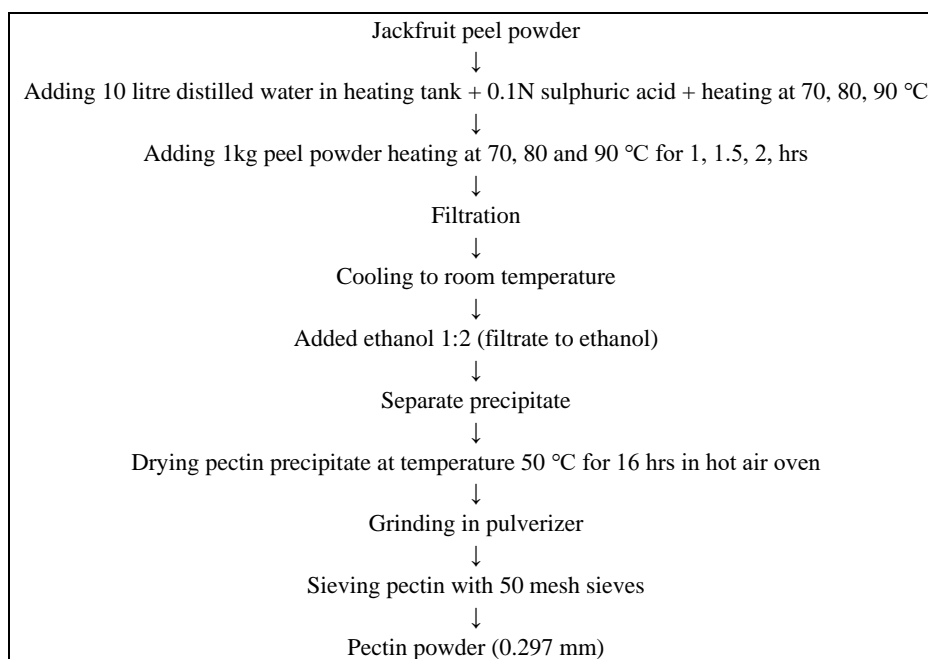 Jackfruit peel powder
↓
Adding 10 litre distilled water in heating tank + 0.1N sulphuric acid + heating at 70, 80, 90 °C
↓
Adding 1kg peel powder heating at 70, 80 and 90 °C for 1, 1.5, 2, hrs
↓
Filtration
↓
Cooling to room temperature
↓
Added ethanol 1:2 (filtrate to ethanol)
↓
Separate precipitate
↓
Drying pectin precipitate at temperature 50 °C for 16 hrs in hot air oven
↓
Grinding in pulverizer
↓
Sieving pectin with 50 mesh sieves
↓
Pectin powder (0.297 mm)